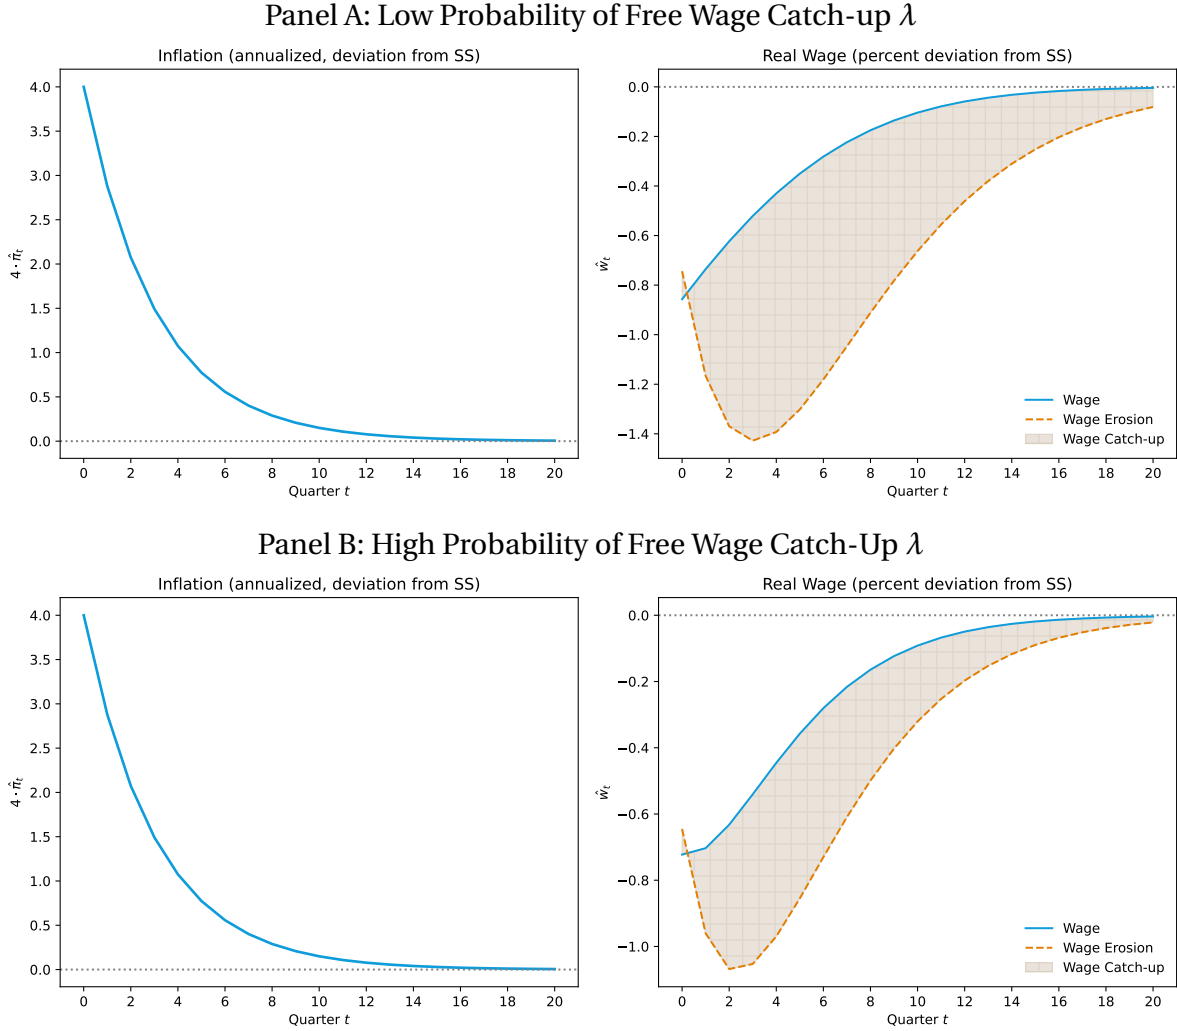 Panel A: Low Probability of Free Wage Catch-up λ
Inflation (annualized, deviation from SS)
4 · π̂ₜ
4.0
3.5
3.0
2.5
2.0
1.5
1.0
0.5
0.0
0 2 4 6 8 10 12 14 16 18 20
Quarter t
Real Wage (percent deviation from SS)
ŵₜ
0.0
−0.2
−0.4
−0.6
−0.8
−1.0
−1.2
−1.4
Wage
Wage Erosion
Wage Catch-up
0 2 4 6 8 10 12 14 16 18 20
Quarter t
Panel B: High Probability of Free Wage Catch-Up λ
Inflation (annualized, deviation from SS)
4 · π̂ₜ
4.0
3.5
3.0
2.5
2.0
1.5
1.0
0.5
0.0
0 2 4 6 8 10 12 14 16 18 20
Quarter t
Real Wage (percent deviation from SS)
ŵₜ
0.0
−0.2
−0.4
−0.6
−0.8
−1.0
Wage
Wage Erosion
Wage Catch-up
0 2 4 6 8 10 12 14 16 18 20
Quarter t